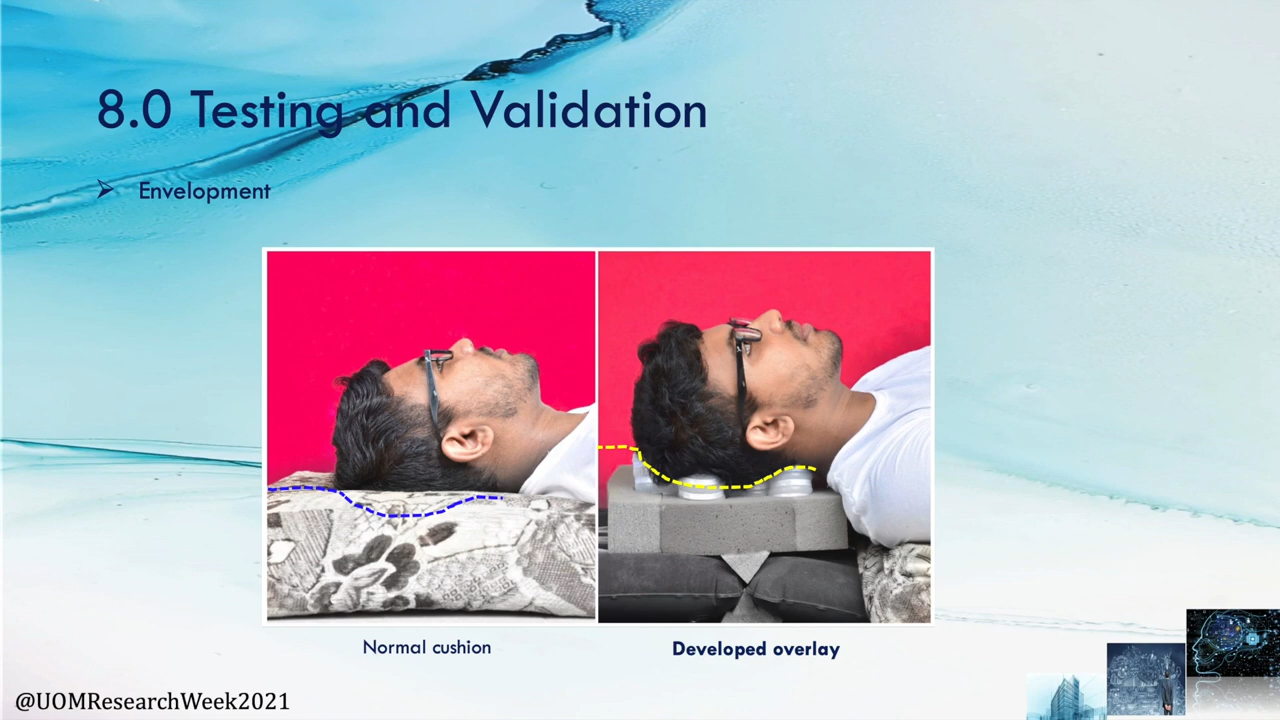 8.0 Testing and Validation
➢ Envelopment
Normal cushion
Developed overlay
@UOMResearchWeek2021